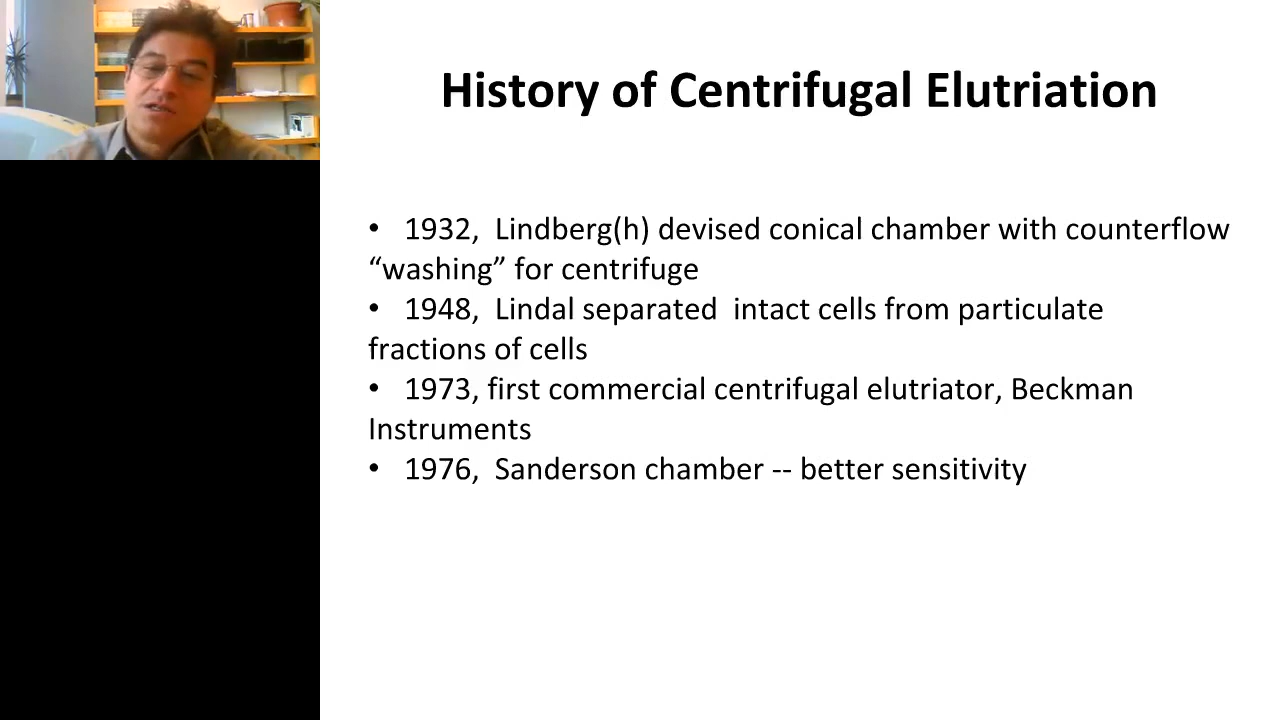 History of Centrifugal Elutriation
• 1932,  Lindberg(h) devised conical chamber with counterflow
“washing” for centrifuge
• 1948,  Lindal separated  intact cells from particulate
fractions of cells
• 1973, first commercial centrifugal elutriator, Beckman
Instruments
• 1976,  Sanderson chamber -- better sensitivity